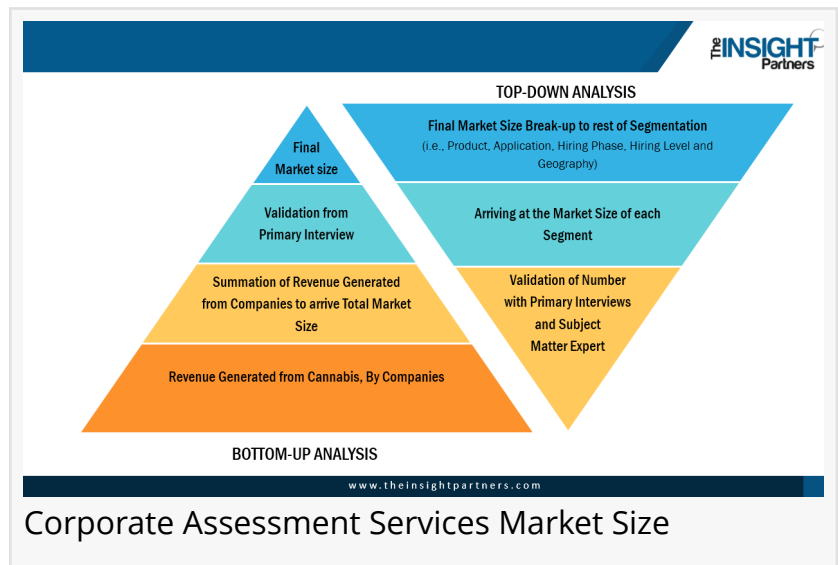 The INSIGHT
Partners
TOP-DOWN ANALYSIS
Final Market Size Break-up to rest of Segmentation
(i.e., Product, Application, Hiring Phase, Hiring Level and
Geography)
Arriving at the Market Size of each
Segment
Validation of Number
with Primary Interviews
and Subject
Matter Expert
Final
Market size
Validation from
Primary Interview
Summation of Revenue Generated
from Companies to arrive Total Market
Size
Revenue Generated from Cannabis, By Companies
BOTTOM-UP ANALYSIS
www.theinsightpartners.com
Corporate Assessment Services Market Size